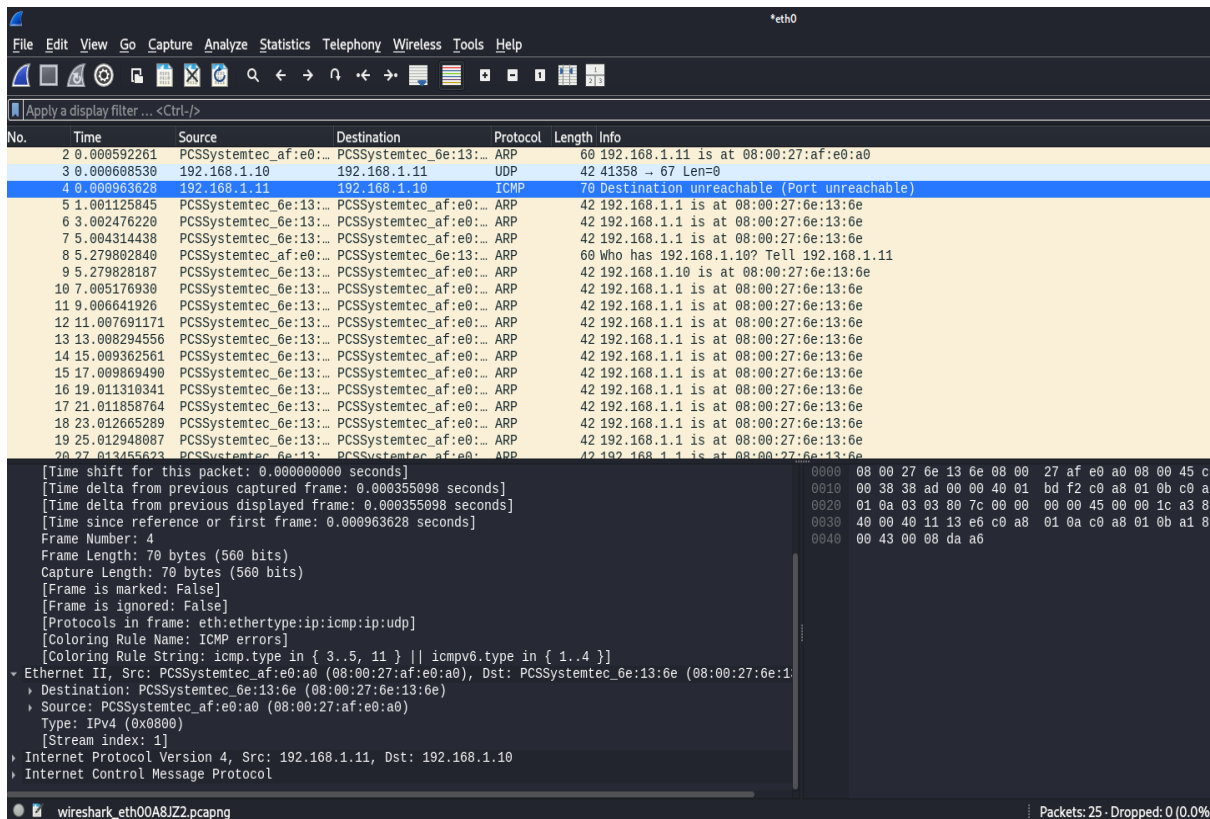 *eth0
File Edit View Go Capture Analyze Statistics Telephony Wireless Tools Help
Apply a display filter ... <Ctrl-/>
No. Time Source Destination Protocol Length Info
2 0.000592261 PCSSystemtec_af:e0:… PCSSystemtec_6e:13:… ARP 60 192.168.1.11 is at 08:00:27:af:e0:a0
3 0.000608530 192.168.1.10 192.168.1.11 UDP 42 41358 → 67 Len=0
4 0.000963628 192.168.1.11 192.168.1.10 ICMP 70 Destination unreachable (Port unreachable)
5 1.001125845 PCSSystemtec_6e:13:… PCSSystemtec_af:e0:… ARP 42 192.168.1.1 is at 08:00:27:6e:13:6e
6 3.002476220 PCSSystemtec_6e:13:… PCSSystemtec_af:e0:… ARP 42 192.168.1.1 is at 08:00:27:6e:13:6e
7 5.004314438 PCSSystemtec_6e:13:… PCSSystemtec_af:e0:… ARP 42 192.168.1.1 is at 08:00:27:6e:13:6e
8 5.279802840 PCSSystemtec_af:e0:… PCSSystemtec_6e:13:… ARP 60 Who has 192.168.1.10? Tell 192.168.1.11
9 5.279828187 PCSSystemtec_6e:13:… PCSSystemtec_af:e0:… ARP 42 192.168.1.10 is at 08:00:27:6e:13:6e
10 7.005176930 PCSSystemtec_6e:13:… PCSSystemtec_af:e0:… ARP 42 192.168.1.1 is at 08:00:27:6e:13:6e
11 9.006641926 PCSSystemtec_6e:13:… PCSSystemtec_af:e0:… ARP 42 192.168.1.1 is at 08:00:27:6e:13:6e
12 11.007691171 PCSSystemtec_6e:13:… PCSSystemtec_af:e0:… ARP 42 192.168.1.1 is at 08:00:27:6e:13:6e
13 13.008294556 PCSSystemtec_6e:13:… PCSSystemtec_af:e0:… ARP 42 192.168.1.1 is at 08:00:27:6e:13:6e
14 15.009362561 PCSSystemtec_6e:13:… PCSSystemtec_af:e0:… ARP 42 192.168.1.1 is at 08:00:27:6e:13:6e
15 17.009869490 PCSSystemtec_6e:13:… PCSSystemtec_af:e0:… ARP 42 192.168.1.1 is at 08:00:27:6e:13:6e
16 19.011310341 PCSSystemtec_6e:13:… PCSSystemtec_af:e0:… ARP 42 192.168.1.1 is at 08:00:27:6e:13:6e
17 21.011858764 PCSSystemtec_6e:13:… PCSSystemtec_af:e0:… ARP 42 192.168.1.1 is at 08:00:27:6e:13:6e
18 23.012665289 PCSSystemtec_6e:13:… PCSSystemtec_af:e0:… ARP 42 192.168.1.1 is at 08:00:27:6e:13:6e
19 25.012948087 PCSSystemtec_6e:13:… PCSSystemtec_af:e0:… ARP 42 192.168.1.1 is at 08:00:27:6e:13:6e
20 27.013455623 PCSSystemtec_6e:13:… PCSSystemtec_af:e0:… ARP 42 192.168.1.1 is at 08:00:27:6e:13:6e
[Time shift for this packet: 0.000000000 seconds]
[Time delta from previous captured frame: 0.000355098 seconds]
[Time delta from previous displayed frame: 0.000355098 seconds]
[Time since reference or first frame: 0.000963628 seconds]
Frame Number: 4
Frame Length: 70 bytes (560 bits)
Capture Length: 70 bytes (560 bits)
[Frame is marked: False]
[Frame is ignored: False]
[Protocols in frame: eth:ethertype:ip:icmp:ip:udp]
[Coloring Rule Name: ICMP errors]
[Coloring Rule String: icmp.type in { 3..5, 11 } || icmpv6.type in { 1..4 }]
Ethernet II, Src: PCSSystemtec_af:e0:a0 (08:00:27:af:e0:a0), Dst: PCSSystemtec_6e:13:6e (08:00:27:6e:1
Destination: PCSSystemtec_6e:13:6e (08:00:27:6e:13:6e)
Source: PCSSystemtec_af:e0:a0 (08:00:27:af:e0:a0)
Type: IPv4 (0x0800)
[Stream index: 1]
Internet Protocol Version 4, Src: 192.168.1.11, Dst: 192.168.1.10
Internet Control Message Protocol
0000 08 00 27 6e 13 6e 08 00 27 af e0 a0 08 00 45 c
0010 00 38 38 ad 00 00 40 01 bd f2 c0 a8 01 0b c0 a
0020 01 0a 03 03 80 7c 00 00 00 00 45 00 00 1c a3 8
0030 40 00 40 11 13 e6 c0 a8 01 0a c0 a8 01 0b a1 8
0040 00 43 00 08 da a6
wireshark_eth00A8JZ2.pcapng
Packets: 25 · Dropped: 0 (0.0%